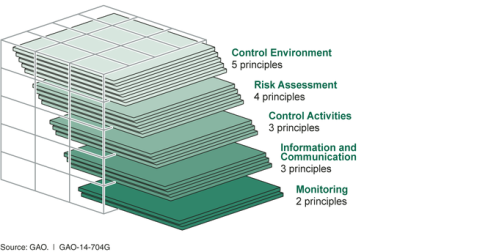 Control Environment
5 principles
Risk Assessment
4 principles
Control Activities
3 principles
Information and
Communication
3 principles
Monitoring
2 principles
Source: GAO. | GAO-14-704G